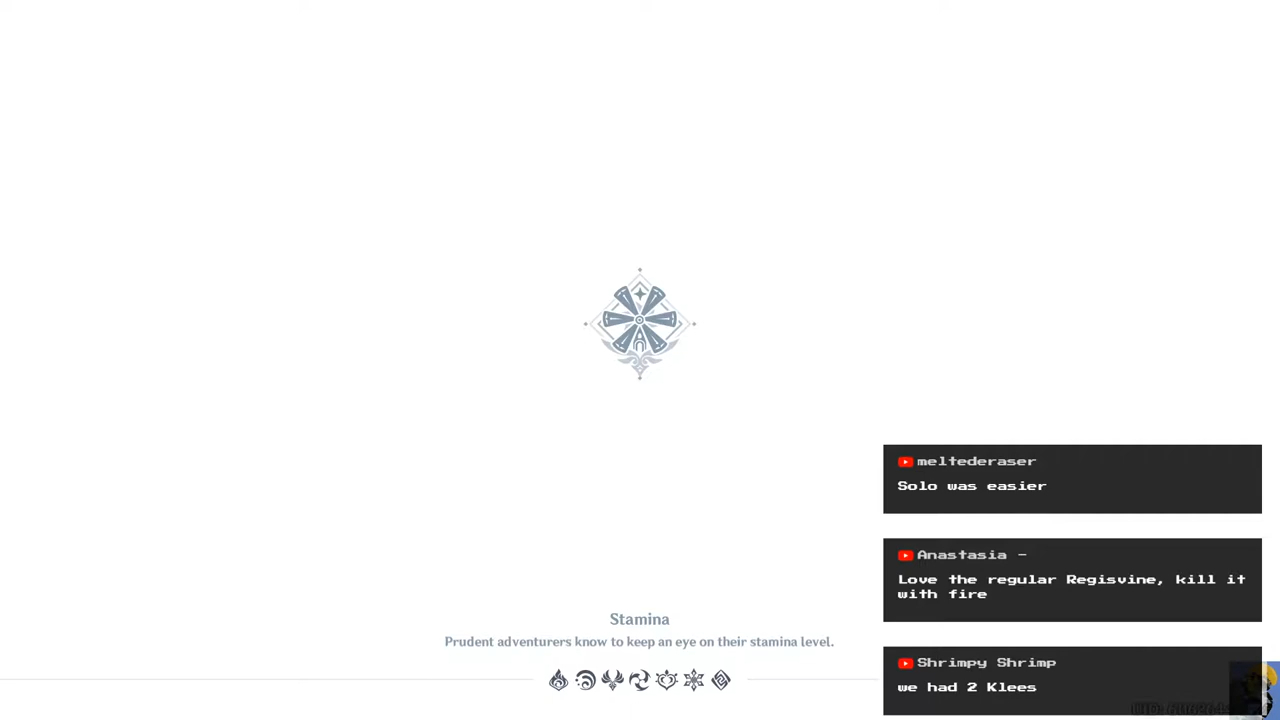 meltederaser
Solo was easier
Anastasia -
Love the regular Regisvine, kill it
with fire
Stamina
Prudent adventurers know to keep an eye on their stamina level.
Shrimpy Shrimp
we had 2 Klees